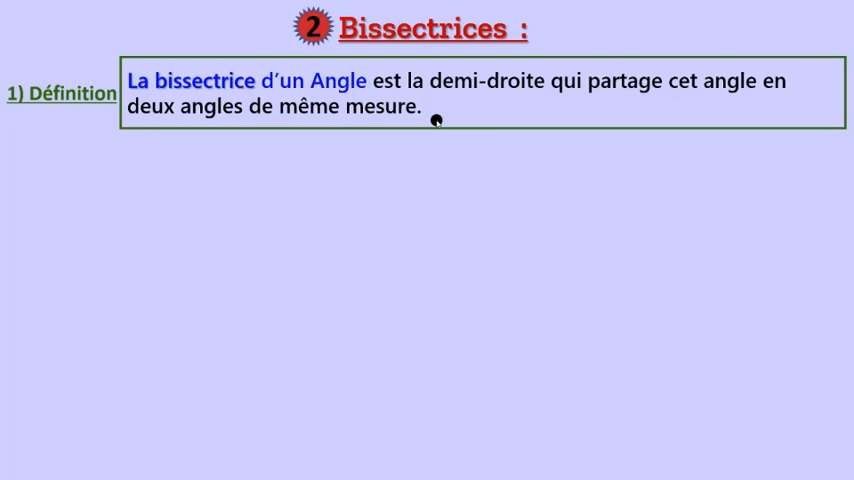 2 Bissectrices :
1) Définition
La bissectrice d’un Angle est la demi-droite qui partage cet angle en
deux angles de même mesure.